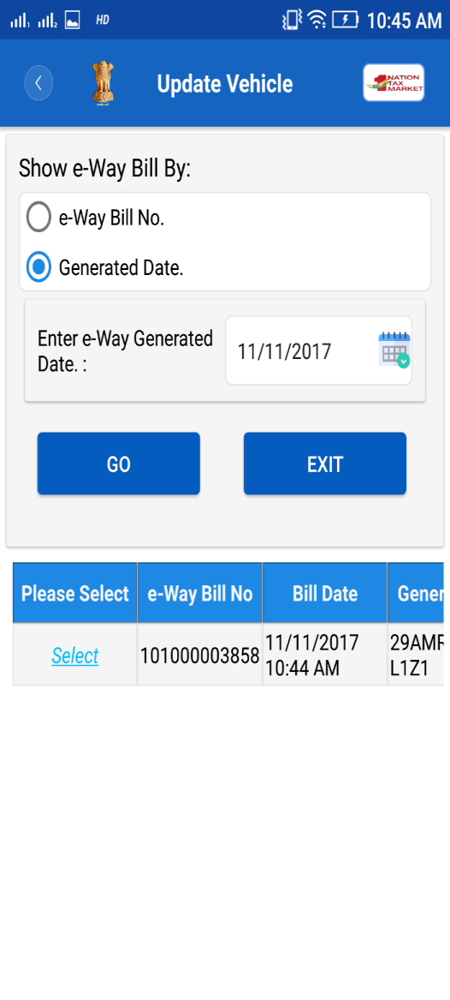 HD
10:45 AM
Update Vehicle
NATION
TAX
MARKET
Show e-Way Bill By:
e-Way Bill No.
Generated Date.
Enter e-Way Generated
Date. :
11/11/2017
GO
EXIT
Please Select
e-Way Bill No
Bill Date
Gener
Select
101000003858
11/11/2017
10:44 AM
29AMR
L1Z1